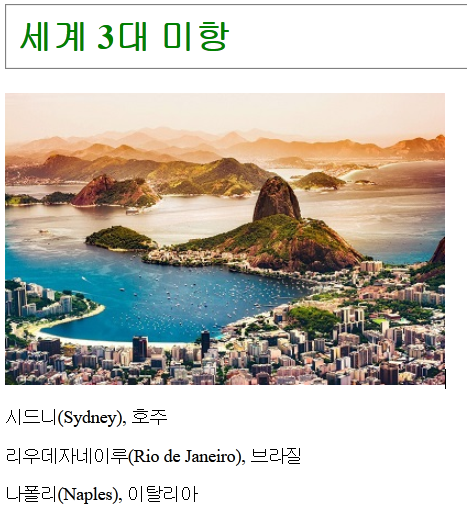 세계 3대 미항
시드니(Sydney), 호주
리우데자네이루(Rio de Janeiro), 브라질
나폴리(Naples), 이탈리아